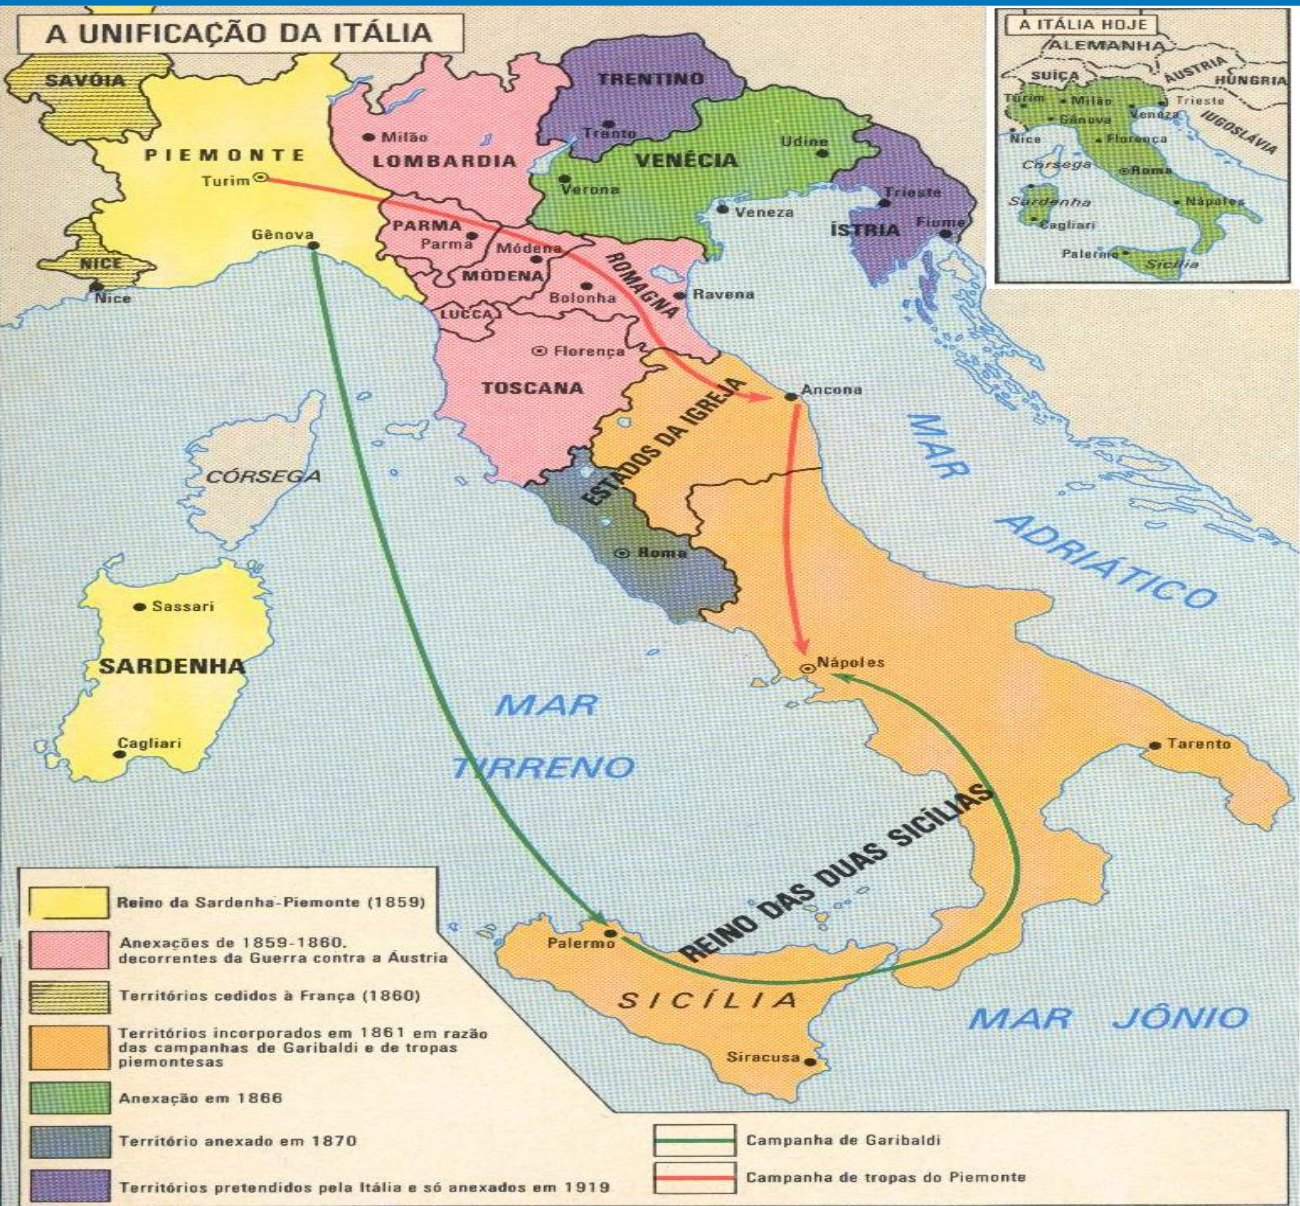 A UNIFICAÇÃO DA ITÁLIA
A ITÁLIA HOJE
ALEMANHA
SUÍÇA
ÁUSTRIA
HÚNGRIA
Turim
Milão
Veneza
Trieste
Gênova
IUGOSLÁVIA
Nice
Florença
Córsega
Roma
Sardenha
Nápoles
Cagliari
Palermo
Sicília
SAVÓIA
PIEMONTE
Turim
Gênova
NICE
Nice
Milão
LOMBARDIA
TRENTINO
Trento
VENÉCIA
Udine
Verona
Veneza
Trieste
ÍSTRIA
Fiume
PARMA
Parma
Módena
MÓDENA
ROMAGNA
Bolonha
Ravena
LUCCA
Florença
TOSCANA
Ancona
ESTADOS DA IGREJA
CÓRSEGA
Roma
MAR
ADRIÁTICO
Sassari
SARDENHA
Cagliari
Nápoles
MAR
TIRRENO
Tarento
REINO DAS DUAS SICÍLIAS
Palermo
SICÍLIA
Siracusa
MAR JÔNIO
Reino da Sardenha-Piemonte (1859)
Anexações de 1859-1860,
decorrentes da Guerra contra a Áustria
Territórios cedidos à França (1860)
Territórios incorporados em 1861 em razão
das campanhas de Garibaldi e de tropas
piemontesas
Anexação em 1866
Território anexado em 1870
Territórios pretendidos pela Itália e só anexados em 1919
Campanha de Garibaldi
Campanha de tropas do Piemonte